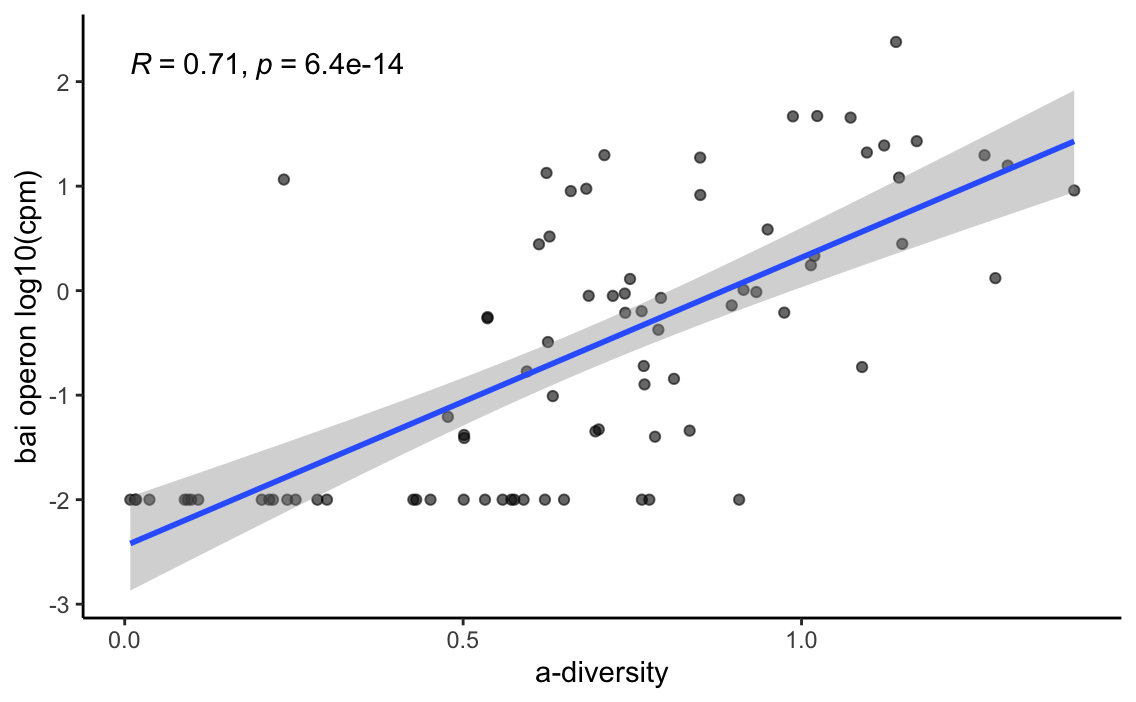 R = 0.71, p = 6.4e-14
2
1
0
-1
-2
-3
bai operon log10(cpm)
0.0 0.5 1.0
a-diversity